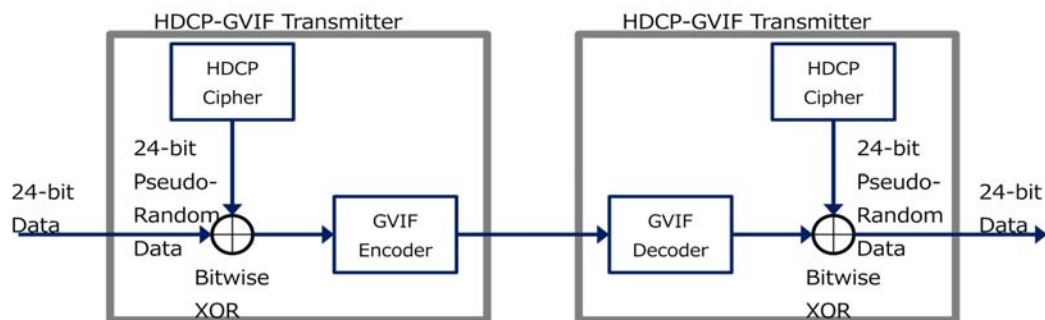 HDCP-GVIF Transmitter
HDCP
Cipher
24-bit
Pseudo-
Random
Data
24-bit
Data
Bitwise
XOR
GVIF
Encoder
HDCP-GVIF Transmitter
HDCP
Cipher
GVIF
Decoder
24-bit
Pseudo-
Random
Data
Bitwise
XOR
24-bit
Data